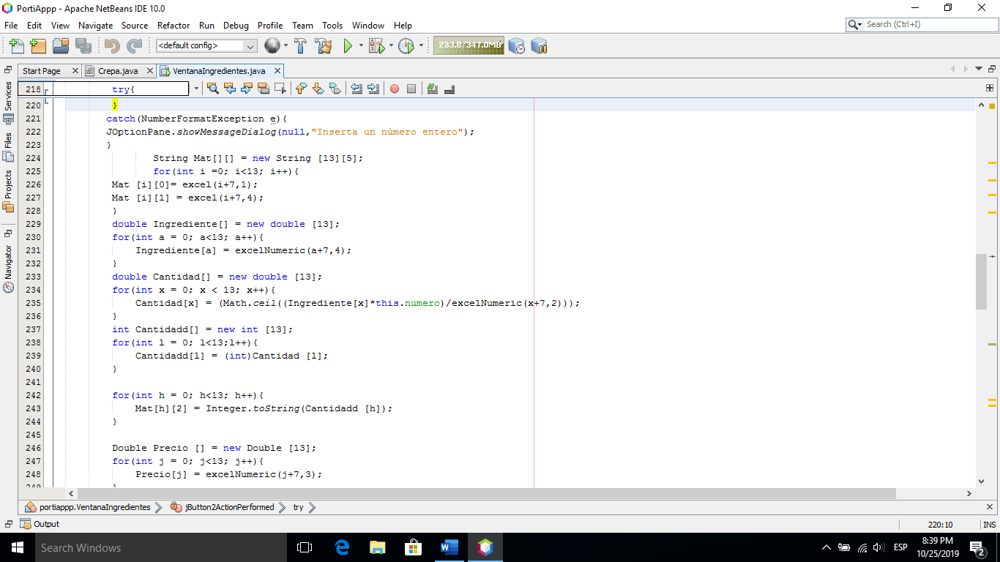 PortiAppp - Apache NetBeans IDE 10.0
File Edit View Navigate Source Refactor Run Debug Profile Team Tools Window Help
Search (Ctrl+I)
<default config>
233.8/347.0MB
Start Page
Crepa.java
VentanaIngredientes.java
Services
Files
Projects
Navigator
218 try{
220 }
221 catch(NumberFormatException e){
222 JOptionPane.showMessageDialog(null,"Inserta un número entero");
223 }
224 String Mat[][] = new String [13][5];
225 for(int i =0; i<13; i++){
226 Mat [i][0]= excel(i+7,1);
227 Mat [i][1] = excel(i+7,4);
228 }
229 double Ingrediente[] = new double [13];
230 for(int a = 0; a<13; a++){
231 Ingrediente[a] = excelNumeric(a+7,4);
232 }
233 double Cantidad[] = new double [13];
234 for(int x = 0; x < 13; x++){
235 Cantidad[x] = (Math.ceil((Ingrediente[x]*this.numero)/excelNumeric(x+7,2)));
236 }
237 int Cantidadd[] = new int [13];
238 for(int l = 0; l<13;l++){
239 Cantidadd[l] = (int)Cantidad [l];
240 }
241
242 for(int h = 0; h<13; h++){
243 Mat[h][2] = Integer.toString(Cantidadd [h]);
244 }
245
246 Double Precio [] = new Double [13];
247 for(int j = 0; j<13; j++){
248 Precio[j] = excelNumeric(j+7,3);
249 }
portiappp.VentanaIngredientes
jButton2ActionPerformed
try
Output
220:10
INS
Search Windows
ESP
8:39 PM
10/25/2019
2